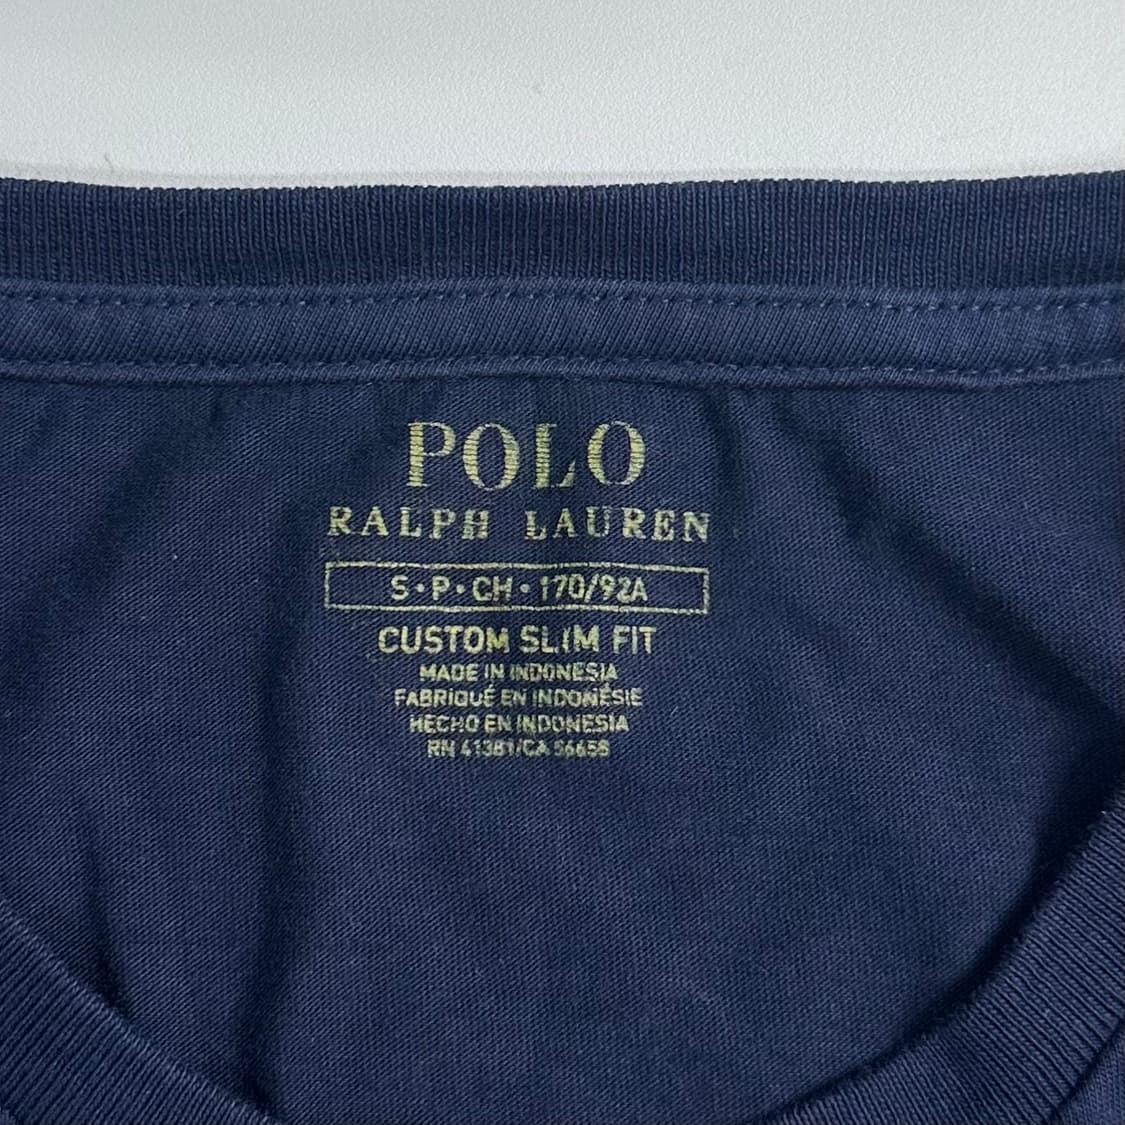 POLO
RALPH LAUREN
S•P•CH•170/92A
CUSTOM SLIM FIT
MADE IN INDONESIA
FABRIQUÉ EN INDONÉSIE
HECHO EN INDONESIA
RN 41381/CA 56658